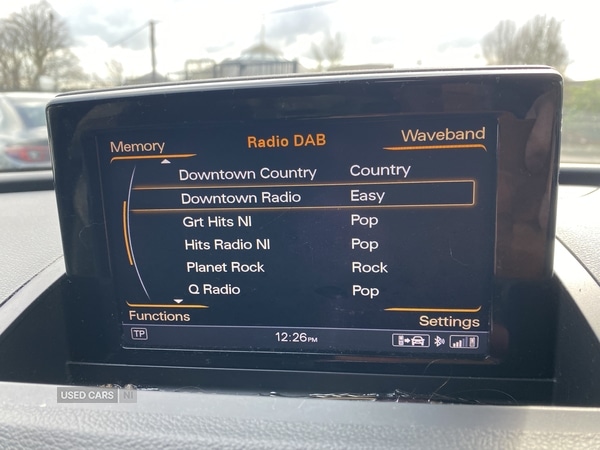 Memory Radio DAB Waveband
Downtown Country Country
Downtown Radio Easy
Grt Hits NI Pop
Hits Radio NI Pop
Planet Rock Rock
Q Radio Pop
Functions Settings
TP 12:26PM
USED CARS NI